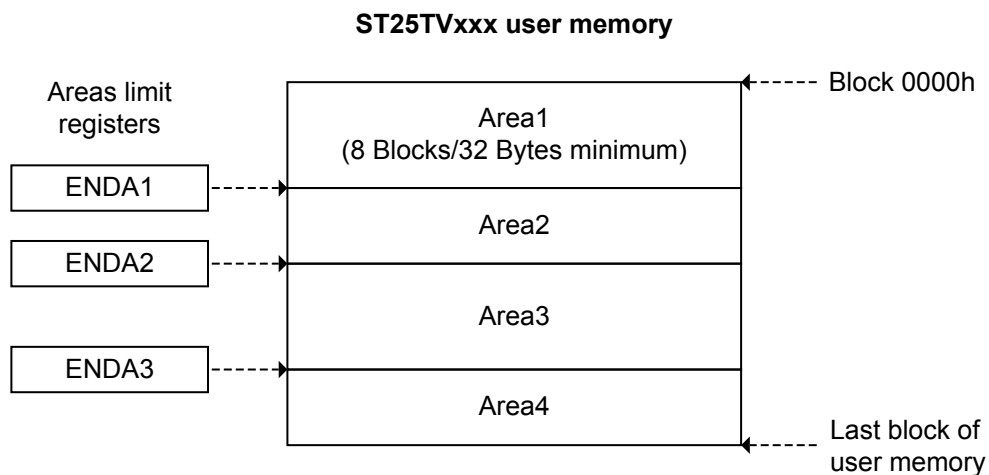 ST25TVxxx user memory
Areas limit
registers
Block 0000h
Area1
(8 Blocks/32 Bytes minimum)
ENDA1
Area2
ENDA2
Area3
ENDA3
Area4
Last block of
user memory